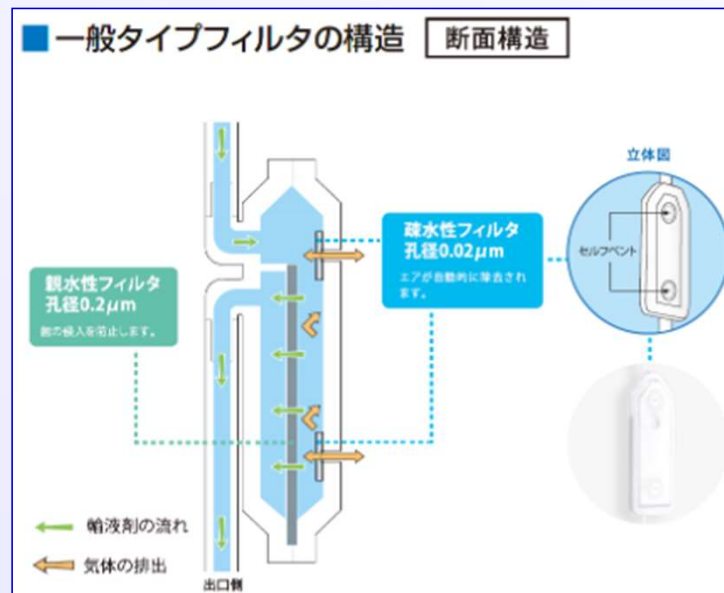 ■一般タイプフィルタの構造 断面構造
立体図
疎水性フィルタ
孔径0.02μm
エアが自動的に除去され
ます。
セルフベント
親水性フィルタ
孔径0.2μm
菌の侵入を阻止します。
輸液剤の流れ
気体の排出
出口側